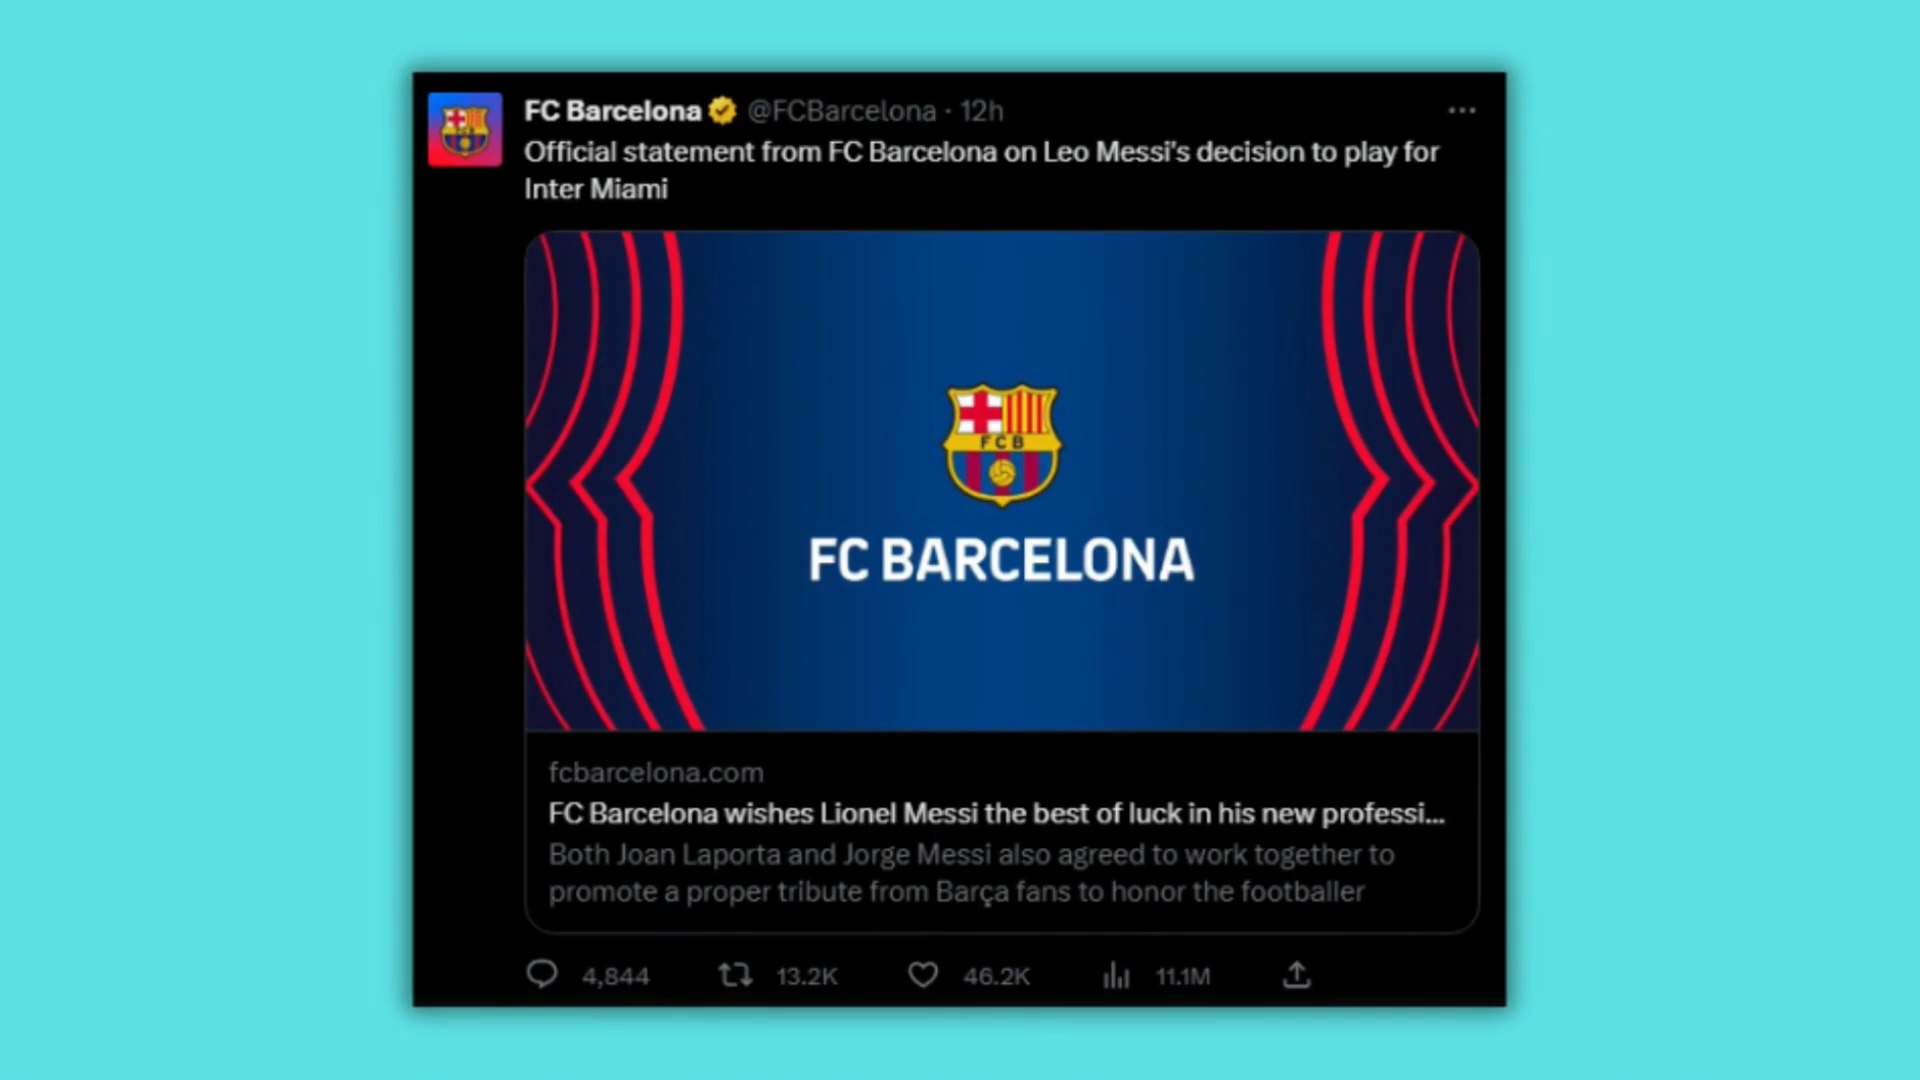 FC Barcelona @FCBarcelona · 12h
Official statement from FC Barcelona on Leo Messi's decision to play for
Inter Miami
FCB
FC BARCELONA
fcbarcelona.com
FC Barcelona wishes Lionel Messi the best of luck in his new professi...
Both Joan Laporta and Jorge Messi also agreed to work together to
promote a proper tribute from Barça fans to honor the footballer
4,844 13.2K 46.2K 11.1M